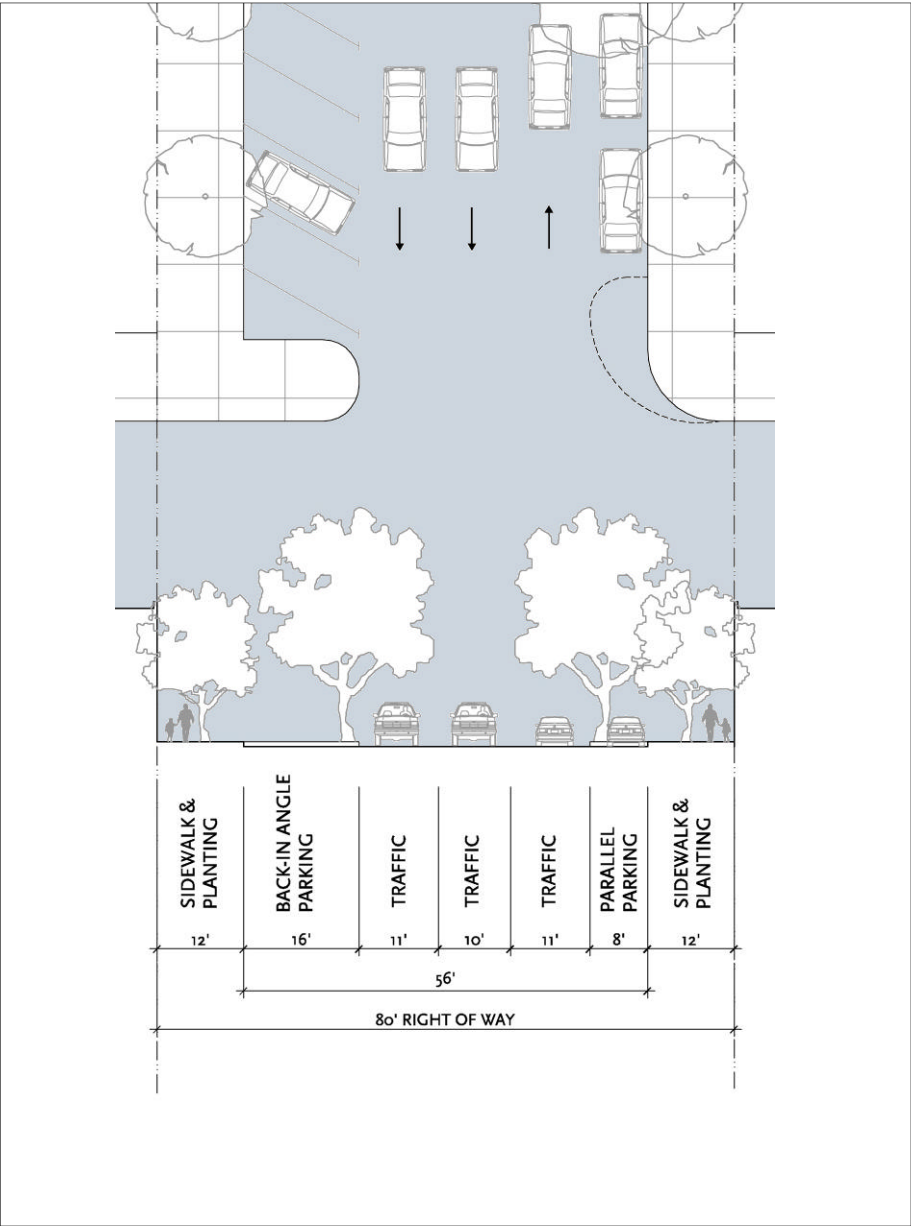 SIDEWALK &
PLANTING
BACK-IN ANGLE
PARKING
TRAFFIC
TRAFFIC
TRAFFIC
PARALLEL
PARKING
SIDEWALK &
PLANTING
12' 16' 11' 10' 11' 8' 12'
56'
80' RIGHT OF WAY